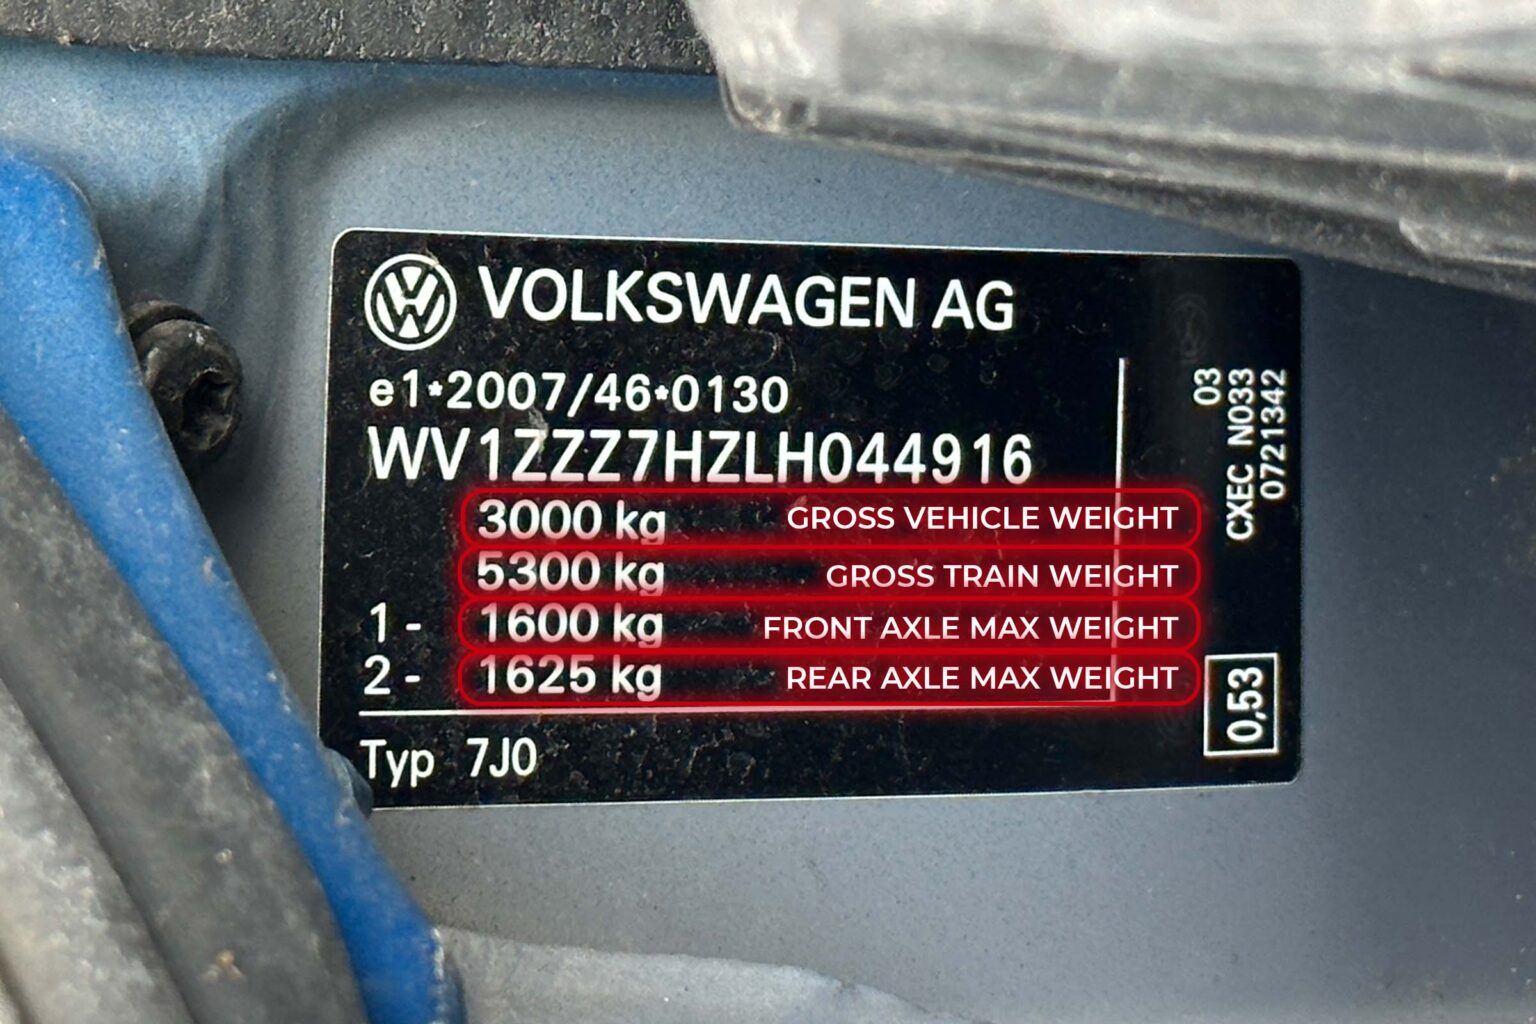 VOLKSWAGEN AG
e1*2007/46*0130
WV1ZZZ7HZLH044916
3000 kg GROSS VEHICLE WEIGHT
5300 kg GROSS TRAIN WEIGHT
1 - 1600 kg FRONT AXLE MAX WEIGHT
2 - 1625 kg REAR AXLE MAX WEIGHT
Typ 7J0
03
CXEC N033
0721342
0,53